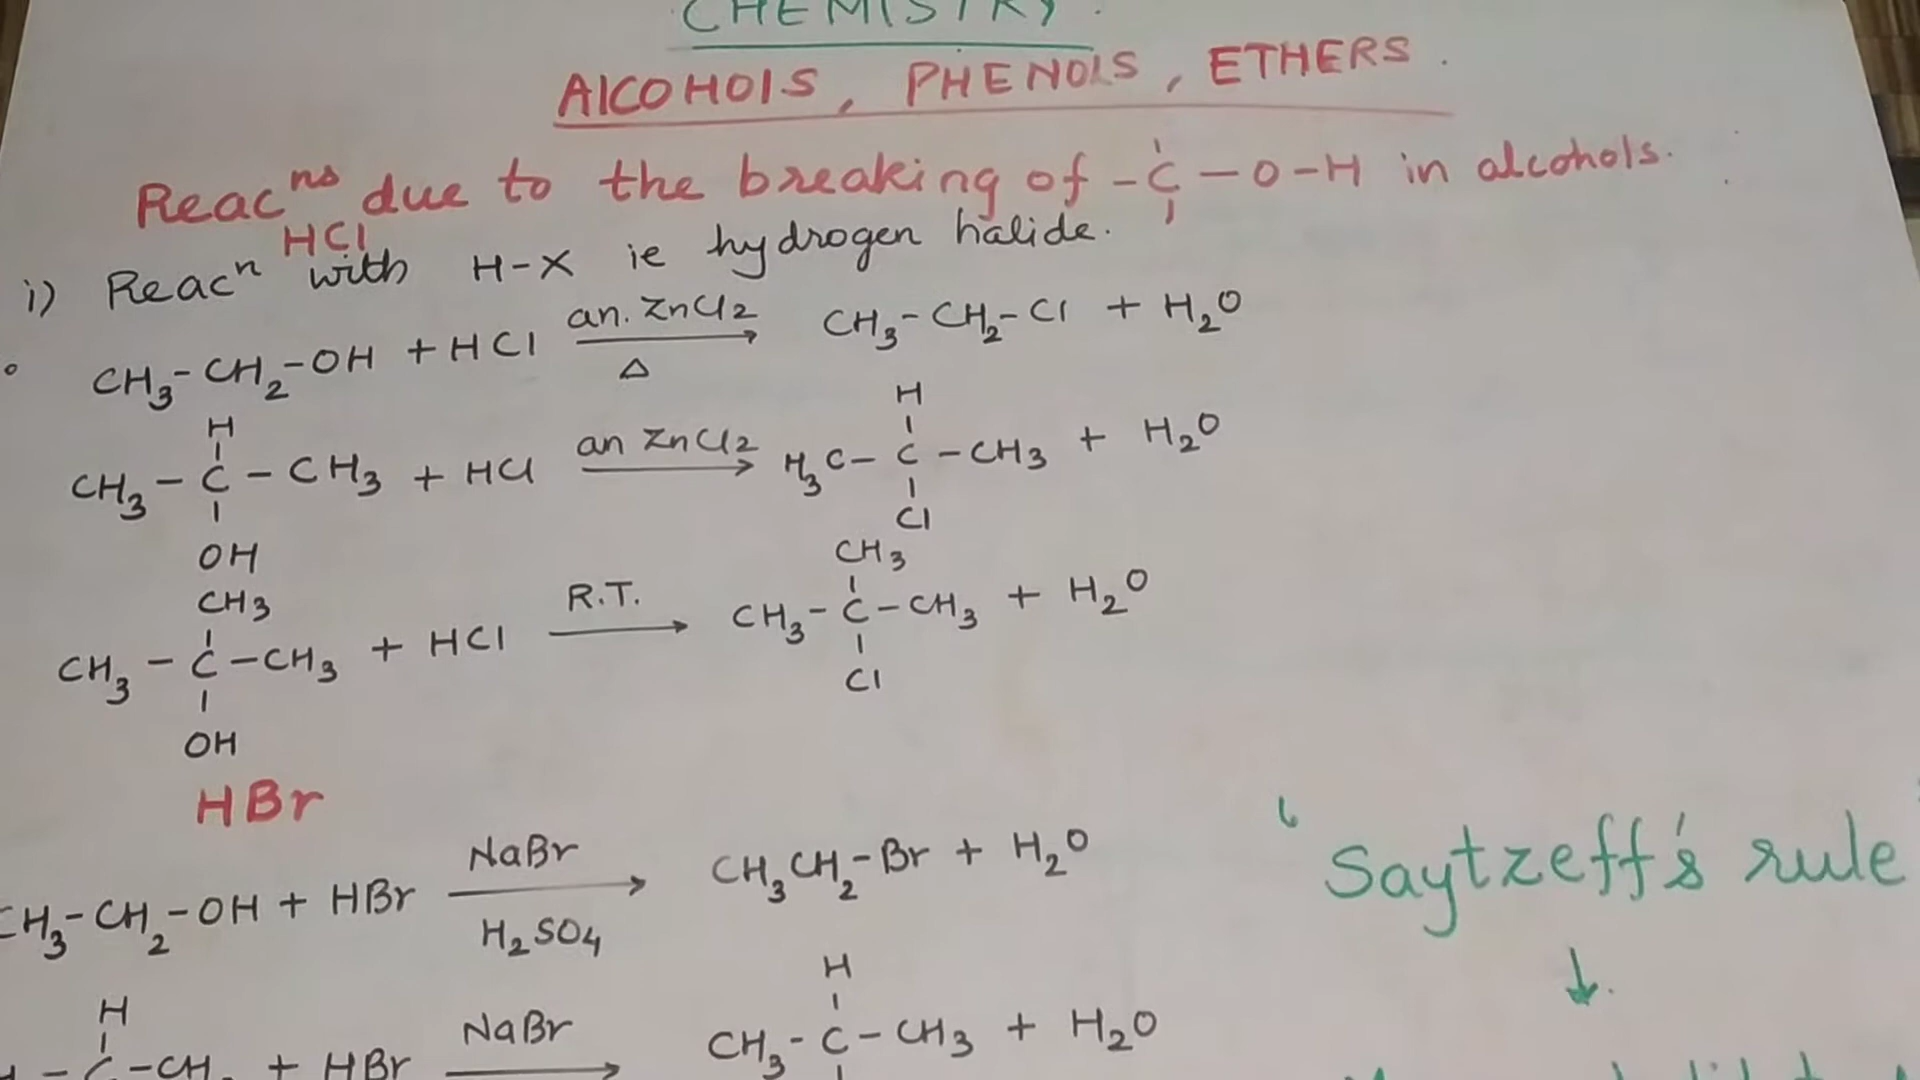 CHEMISTRY.
AlCOHOlS, PHENOlS, ETHERS.
Reacns due to the breaking of -C-O-H in alcohols.
HCl
i) Reacn with H-X ie hydrogen halide.
CH3-CH2-OH + HCl an. ZnCl2 → Δ CH3-CH2-Cl + H2O
H H
CH3-C-CH3 + HCl an ZnCl2 → H3C-C-CH3 + H2O
OH Cl
CH3 CH3
CH3-C-CH3 + HCl R.T. → CH3-C-CH3 + H2O
OH Cl
HBr
CH3-CH2-OH + HBr NaBr → H2SO4 CH3CH2-Br + H2O
H H
-C-CH + HBr NaBr → CH3-C-CH3 + H2O
'Saytzeff's rule'
↓